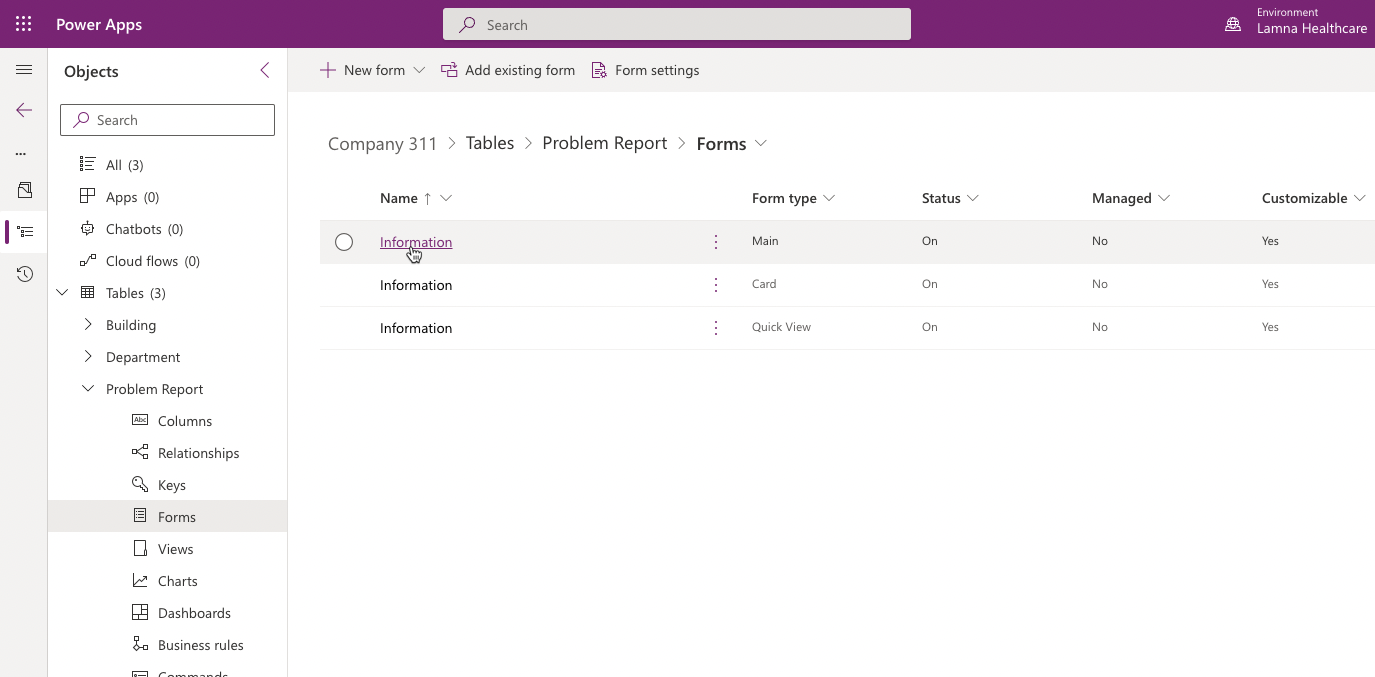 Power Apps
Search
Environment
Lamna Healthcare
Objects
Search
All (3)
Apps (0)
Chatbots (0)
Cloud flows (0)
Tables (3)
Building
Department
Problem Report
Abc Columns
Relationships
Keys
Forms
Views
Charts
Dashboards
Business rules
Commands
New form
Add existing form
Form settings
Company 311 > Tables > Problem Report > Forms
Name ↑ Form type Status Managed Customizable
Information Main On No Yes
Information Card On No Yes
Information Quick View On No Yes